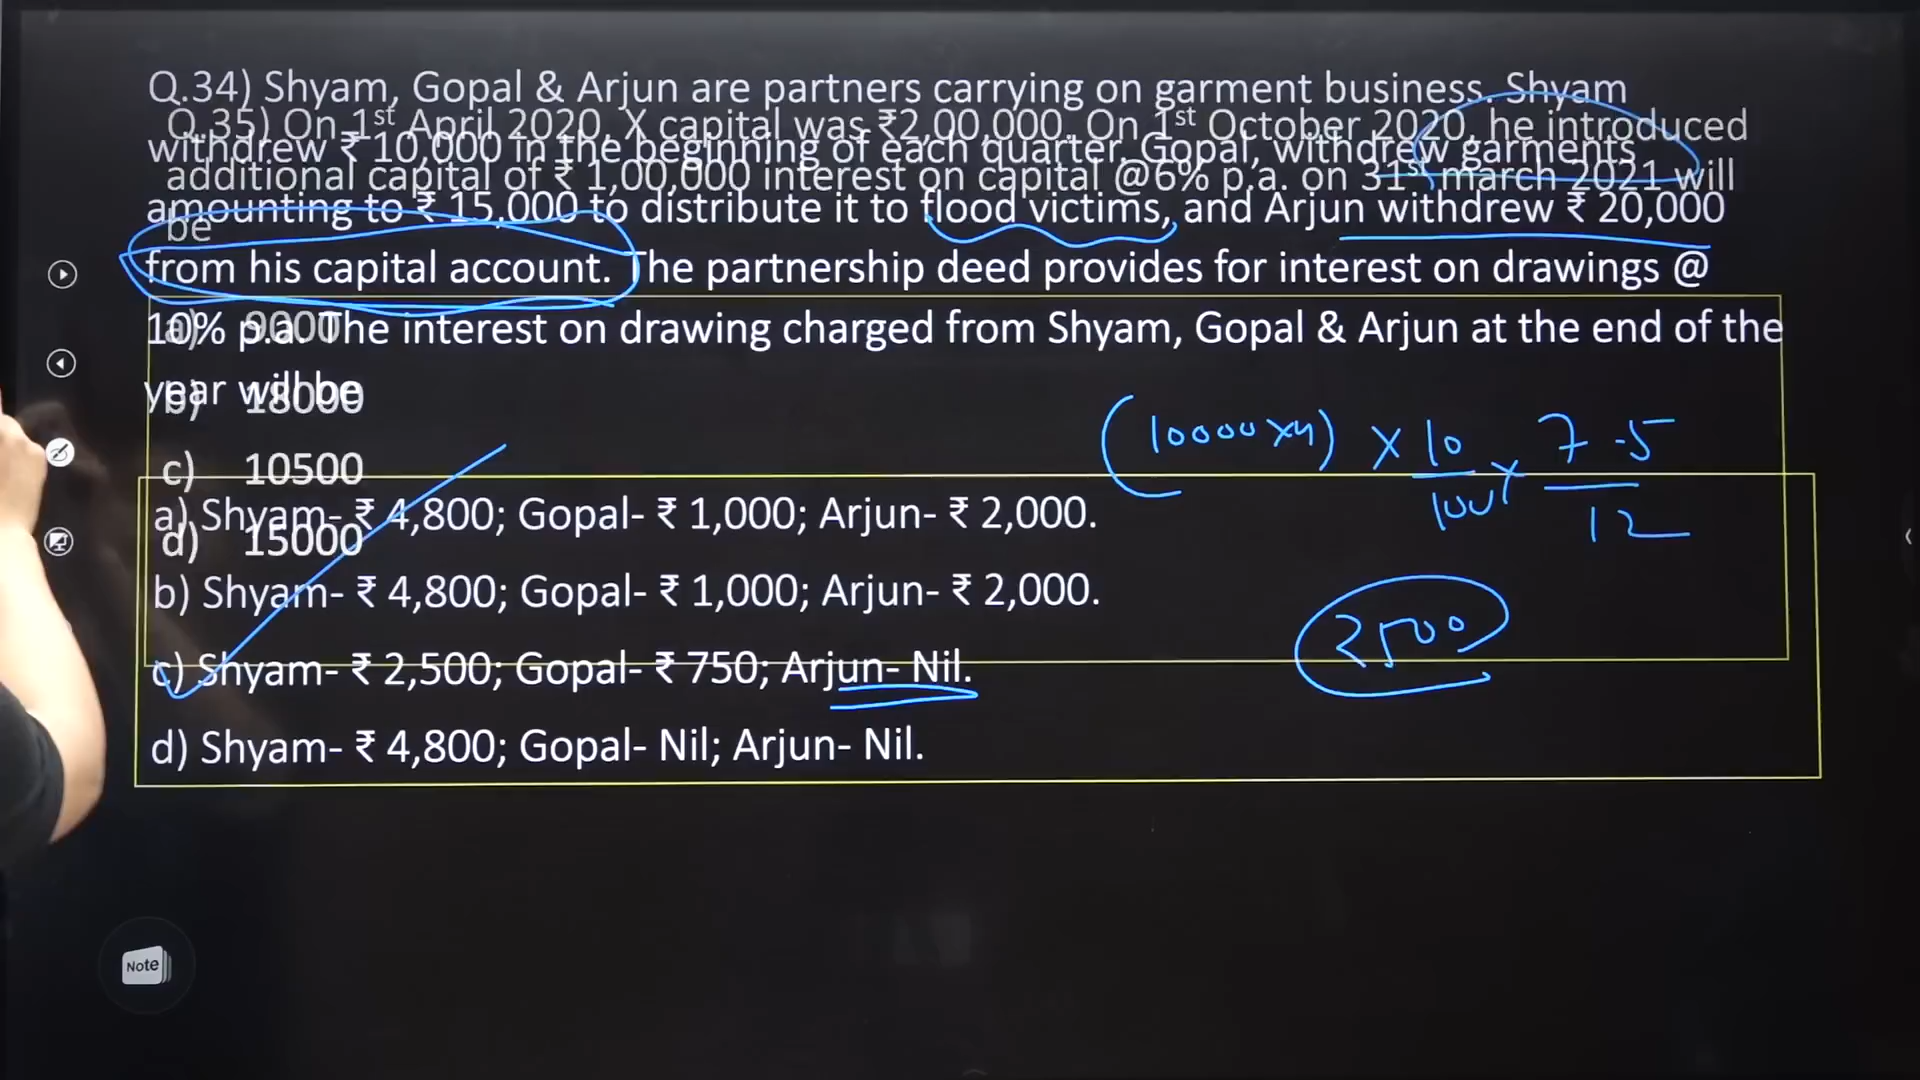 Q.34) Shyam, Gopal & Arjun are partners carrying on garment business. Shyam
withdrew ₹ 10,000 in the beginning of each quarter, Gopal, withdrew garments
amounting to ₹ 15,000 to distribute it to flood victims, and Arjun withdrew ₹ 20,000
from his capital account. The partnership deed provides for interest on drawings @
10% p.a. The interest on drawing charged from Shyam, Gopal & Arjun at the end of the
year will be
a) Shyam- ₹ 4,800; Gopal- ₹ 1,000; Arjun- ₹ 2,000.
b) Shyam- ₹ 4,800; Gopal- ₹ 1,000; Arjun- ₹ 2,000.
c) Shyam- ₹ 2,500; Gopal- ₹ 750; Arjun- Nil.
d) Shyam- ₹ 4,800; Gopal- Nil; Arjun- Nil.
Q.35) On 1st April 2020, X capital was ₹2,00,000. On 1st October 2020, he introduced
additional capital of ₹ 1,00,000 interest on capital @6% p.a. on 31st march 2021 will
be
a) 9000
b) 18000
c) 10500
d) 15000
(10000 x 4) x 10/100 x 7.5/12
2500
Note